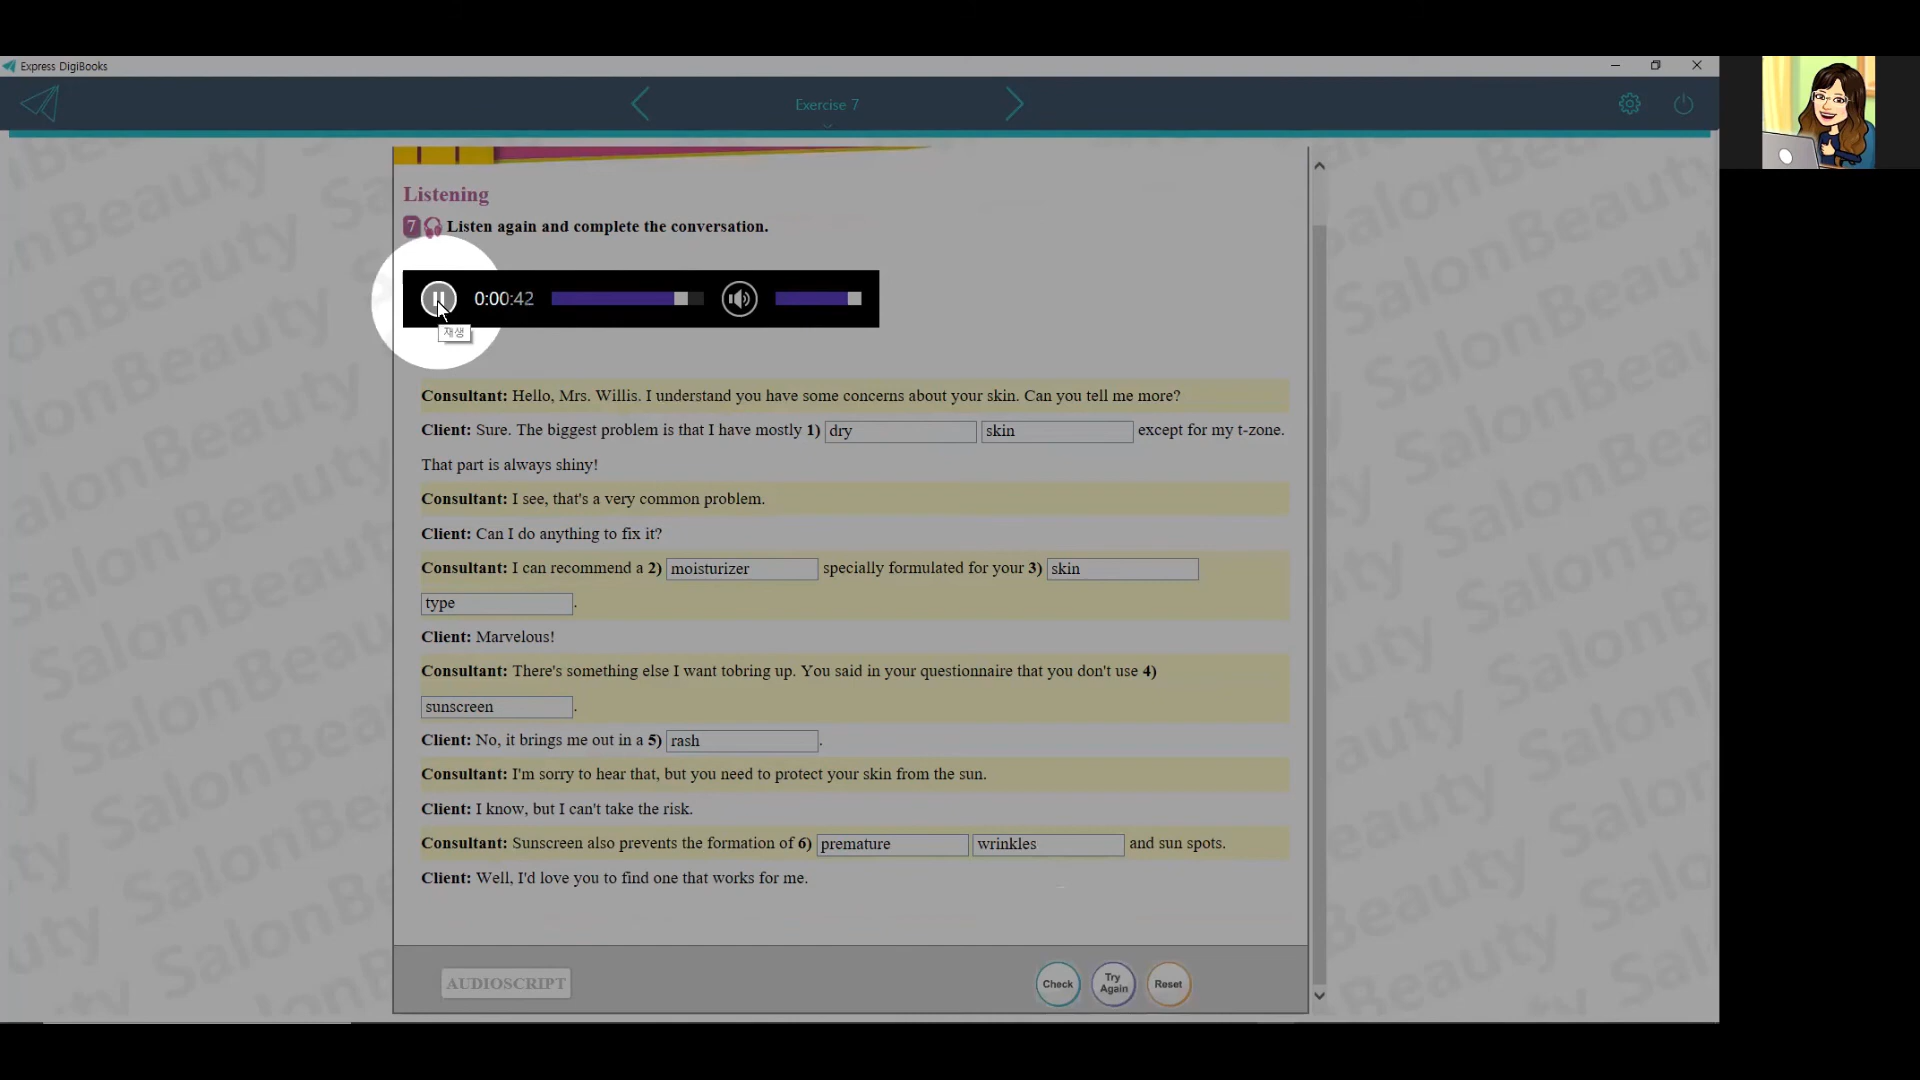 Express DigiBooks
Exercise 7
Listening
7 Listen again and complete the conversation.
0:00:42
재생
Consultant: Hello, Mrs. Willis. I understand you have some concerns about your skin. Can you tell me more?
Client: Sure. The biggest problem is that I have mostly 1) dry skin except for my t-zone.
That part is always shiny!
Consultant: I see, that's a very common problem.
Client: Can I do anything to fix it?
Consultant: I can recommend a 2) moisturizer specially formulated for your 3) skin
type .
Client: Marvelous!
Consultant: There's something else I want tobring up. You said in your questionnaire that you don't use 4)
sunscreen .
Client: No, it brings me out in a 5) rash .
Consultant: I'm sorry to hear that, but you need to protect your skin from the sun.
Client: I know, but I can't take the risk.
Consultant: Sunscreen also prevents the formation of 6) premature wrinkles and sun spots.
Client: Well, I'd love you to find one that works for me.
AUDIOSCRIPT
Check
Try
Again
Reset
SalonBeauty SalonBeauty SalonBeauty